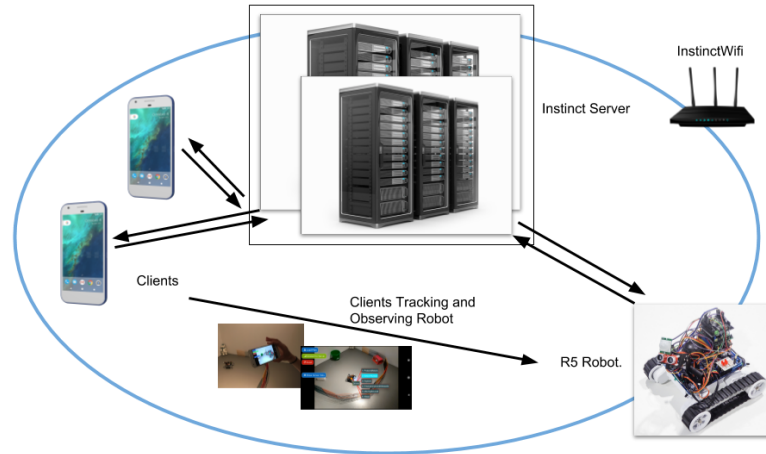 InstinctWifi
Instinct Server
Clients
Clients Tracking and
Observing Robot
R5 Robot.